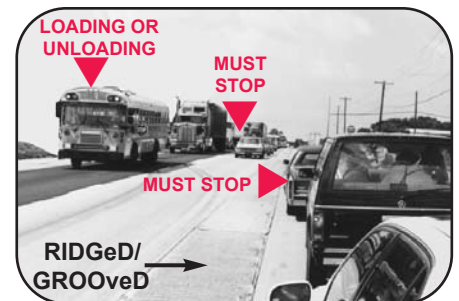 LOADING OR
UNLOADING
MUST
STOP
MUST STOP
RIDGeD/
GROOveD